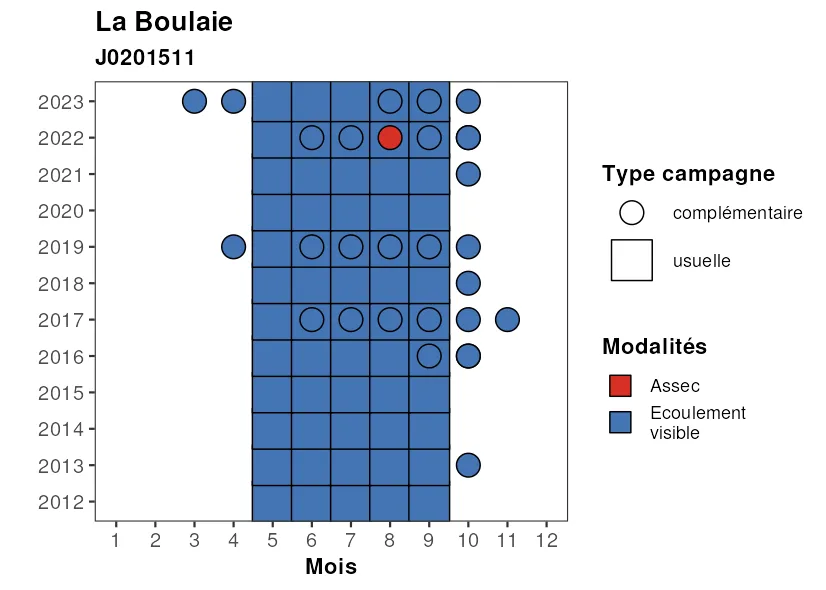 La Boulaie
J0201511
2023
2022
2021
2020
2019
2018
2017
2016
2015
2014
2013
2012
1 2 3 4 5 6 7 8 9 10 11 12
Mois
Type campagne
complémentaire
usuelle
Modalités
Assec
Ecoulement
visible